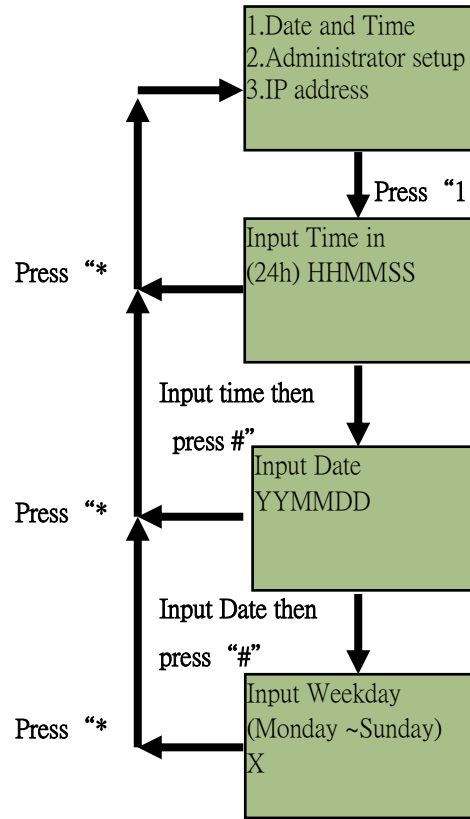 1.Date and Time
2.Administrator setup
3.IP address
Press “1
Input Time in
(24h) HHMMSS
Press “*
Input time then
press #”
Input Date
YYMMDD
Press “*
Input Date then
press “#”
Input Weekday
(Monday ~Sunday)
X
Press “*